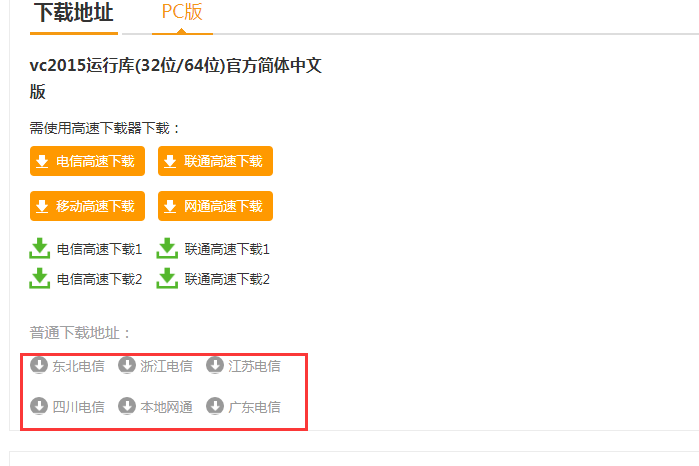 下载地址 PC版
vc2015运行库(32位/64位)官方简体中文
版
需使用高速下载器下载：
电信高速下载 联通高速下载
移动高速下载 网通高速下载
电信高速下载1 联通高速下载1
电信高速下载2 联通高速下载2
普通下载地址：
东北电信 浙江电信 江苏电信
四川电信 本地网通 广东电信